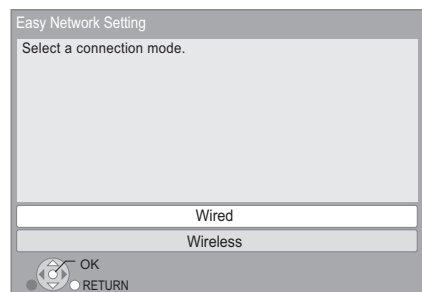 Easy Network Setting
Select a connection mode.
Wired
Wireless
OK
RETURN